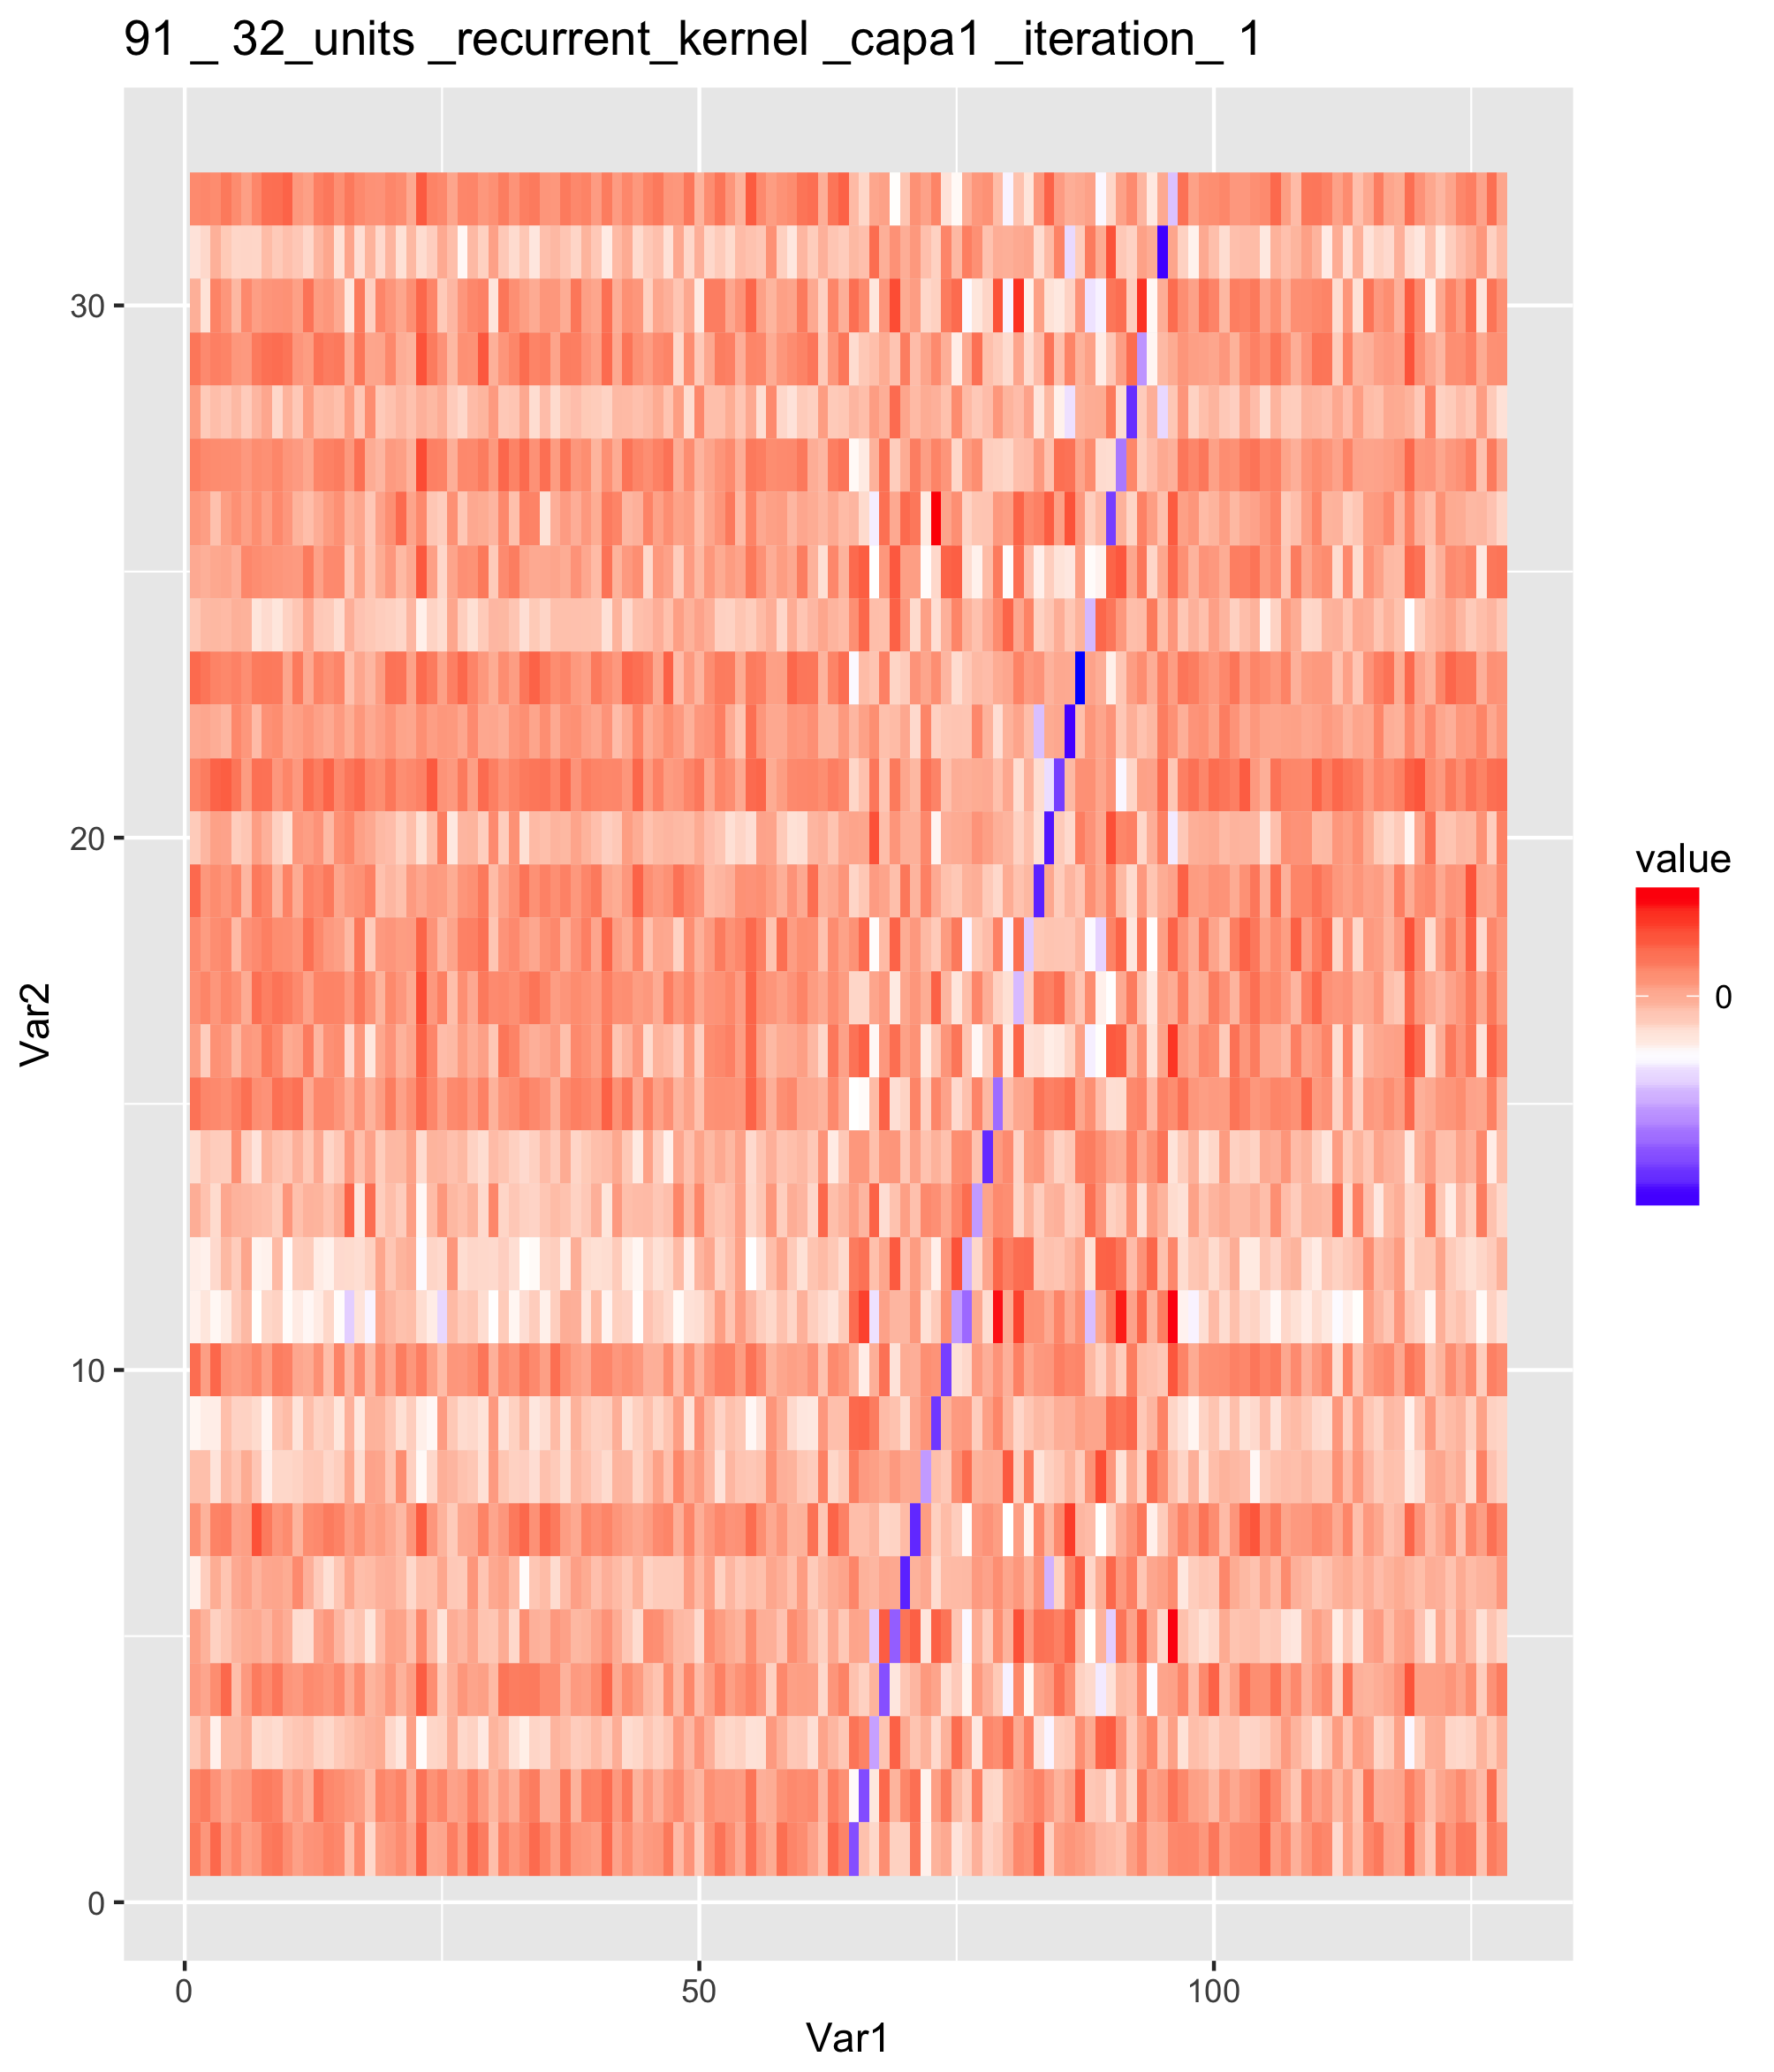 91 _ 32_units _recurrent_kernel _capa1 _iteration_ 1
30
20
10
0
Var2
0
50
100
Var1
value
0